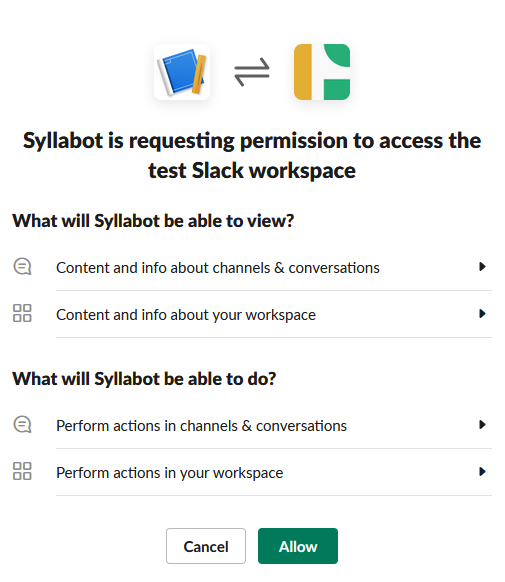 Syllabot is requesting permission to access the
test Slack workspace
What will Syllabot be able to view?
Content and info about channels & conversations
Content and info about your workspace
What will Syllabot be able to do?
Perform actions in channels & conversations
Perform actions in your workspace
Cancel
Allow